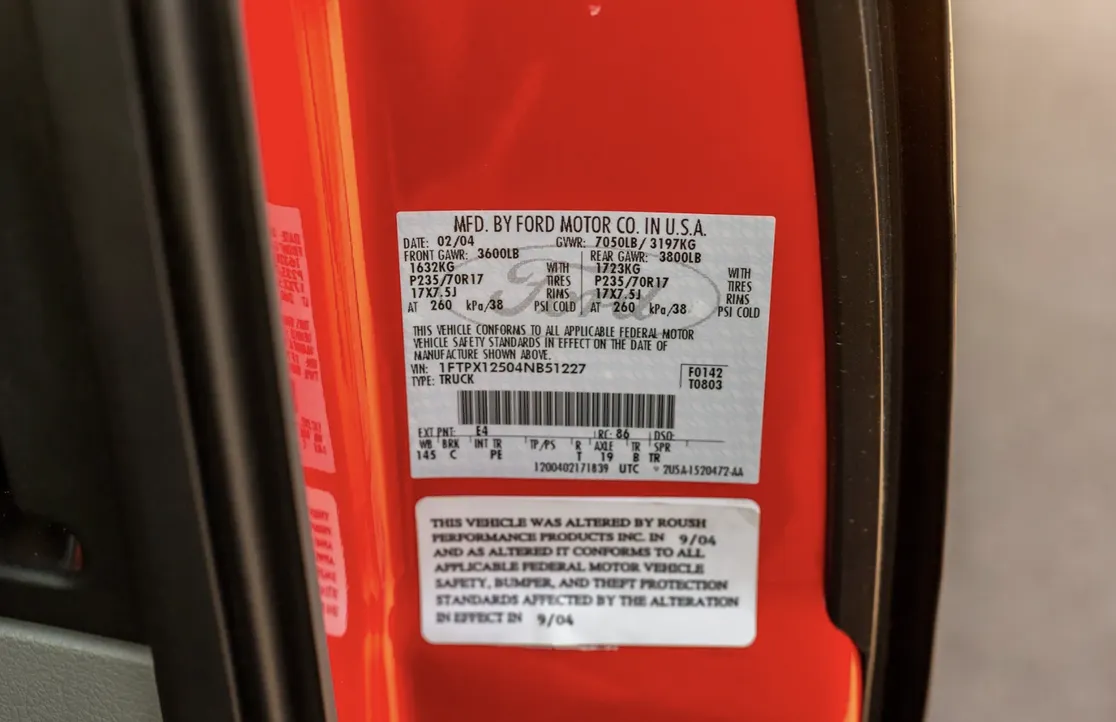 MFD. BY FORD MOTOR CO. IN U.S.A.
DATE: 02/04 GVWR: 7050LB/ 3197KG
FRONT GAWR: 3600LB REAR GAWR: 3800LB
1632KG WITH 1723KG WITH
P235/70R17 TIRES P235/70R17 TIRES
17X7.5J RIMS 17X7.5J RIMS
AT 260 kPa/38 PSI COLD AT 260 kPa/38 PSI COLD
Ford
THIS VEHICLE CONFORMS TO ALL APPLICABLE FEDERAL MOTOR
VEHICLE SAFETY STANDARDS IN EFFECT ON THE DATE OF
MANUFACTURE SHOWN ABOVE.
VIN: 1FTPX12504NB51227 F0142
TYPE: TRUCK T0803
EXT PNT: E4 RC: 86 DSO:
WB BRK INT TR TP/PS R AXLE TR SPR
145 C PE T 19 B TR
1200402171839 UTC 2U5A-1520472-AA
THIS VEHICLE WAS ALTERED BY ROUSH
PERFORMANCE PRODUCTS INC. IN 9/04
AND AS ALTERED IT CONFORMS TO ALL
APPLICABLE FEDERAL MOTOR VEHICLE
SAFETY, BUMPER, AND THEFT PROTECTION
STANDARDS AFFECTED BY THE ALTERATION
IN EFFECT IN 9/04